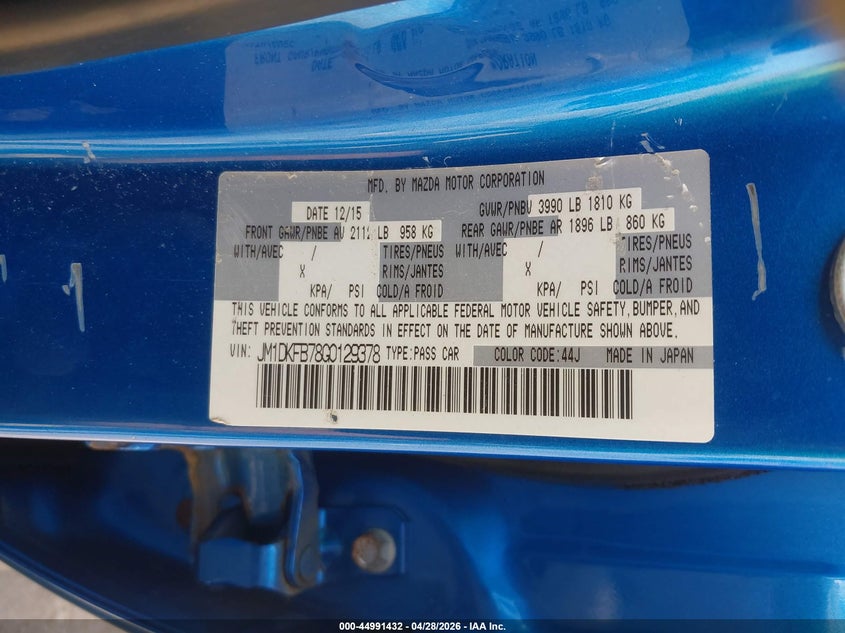 MFD. BY MAZDA MOTOR CORPORATION
DATE 12/15 GVWR/PNBV 3990 LB 1810 KG
FRONT GAWR/PNBE AV 2112 LB 958 KG REAR GAWR/PNBE AR 1896 LB 860 KG
WITH/AVEC / TIRES/PNEUS WITH/AVEC / TIRES/PNEUS
X RIMS/JANTES X RIMS/JANTES
KPA/ PSI COLD/A FROID KPA/ PSI COLD/A FROID
THIS VEHICLE CONFORMS TO ALL APPLICABLE FEDERAL MOTOR VEHICLE SAFETY, BUMPER, AND
THEFT PREVENTION STANDARDS IN EFFECT ON THE DATE OF MANUFACTURE SHOWN ABOVE.
VIN: JM1DKFB78G0129378 TYPE:PASS CAR COLOR CODE:44J MADE IN JAPAN
000-44991432 - 04/28/2026 - IAA Inc.